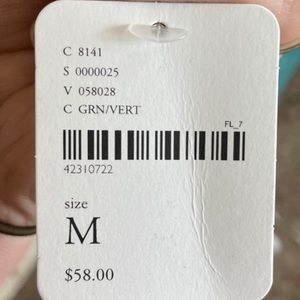 C 8141
S 0000025
V 058028
C GRN/VERT
FL_7
42310722
size
M
$58.00